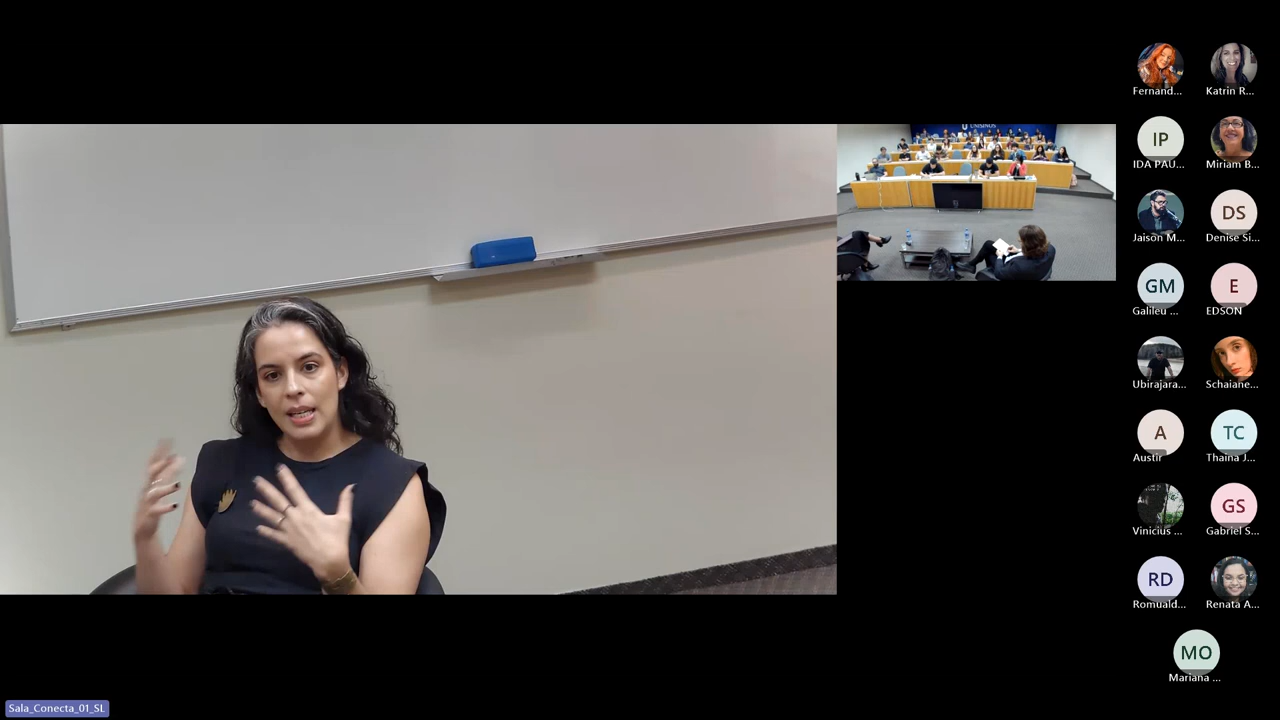 UNISINOS
Fernand...
Katrin R...
IP
IDA PAU...
Miriam B...
Jaison M...
DS
Denise Si...
GM
Galileu ...
E
EDSON
Ubirajara...
Schaiane...
A
Austir
TC
Thaina J...
Vinicius ...
GS
Gabriel S...
RD
Romuald...
Renata A...
MO
Mariana ...
Sala_Conecta_01_SL